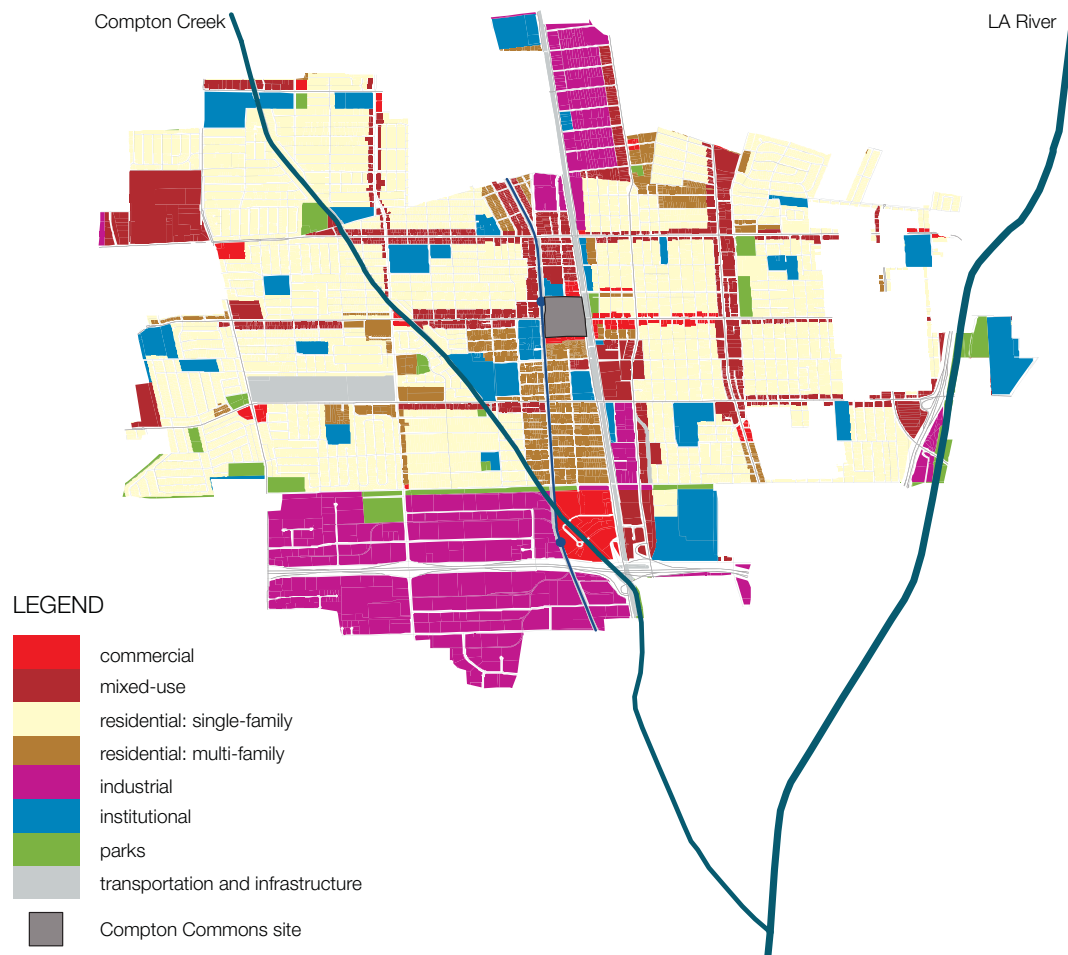 Compton Creek
LA River
LEGEND
commercial
mixed-use
residential: single-family
residential: multi-family
industrial
institutional
parks
transportation and infrastructure
Compton Commons site